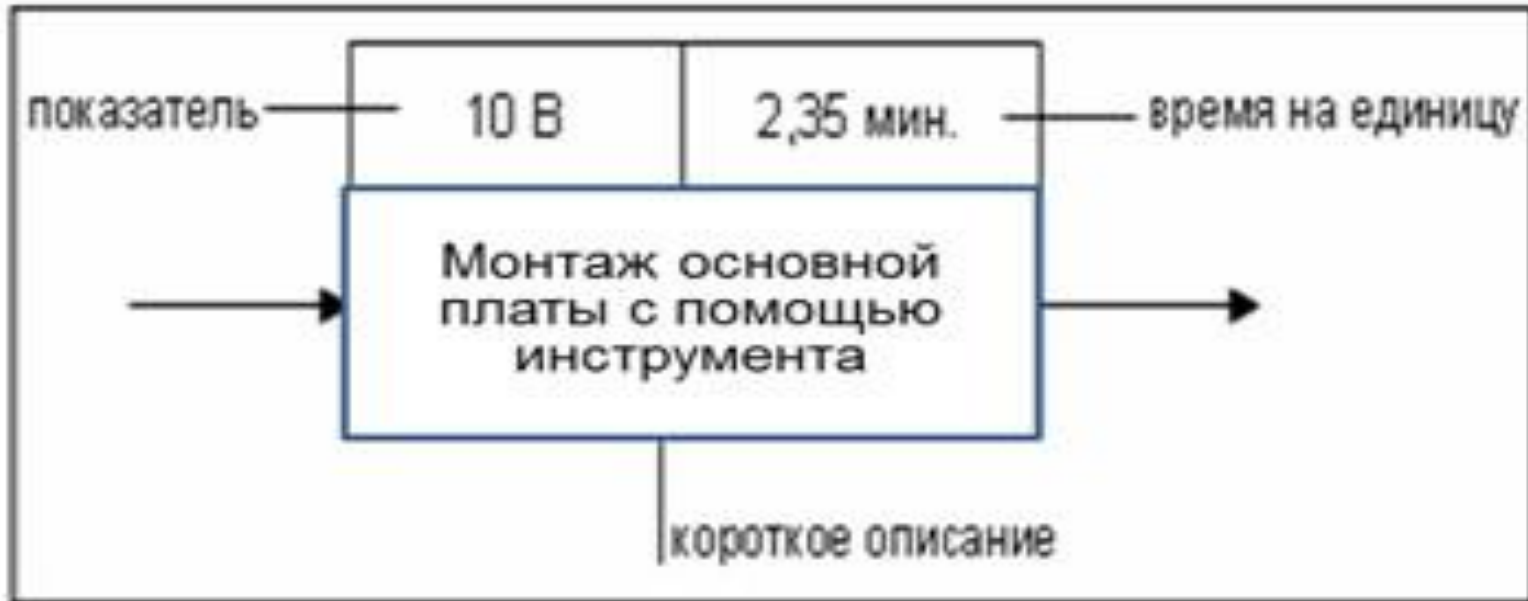 показатель 10 В 2,35 мин. время на единицу
Монтаж основной
платы с помощью
инструмента
короткое описание